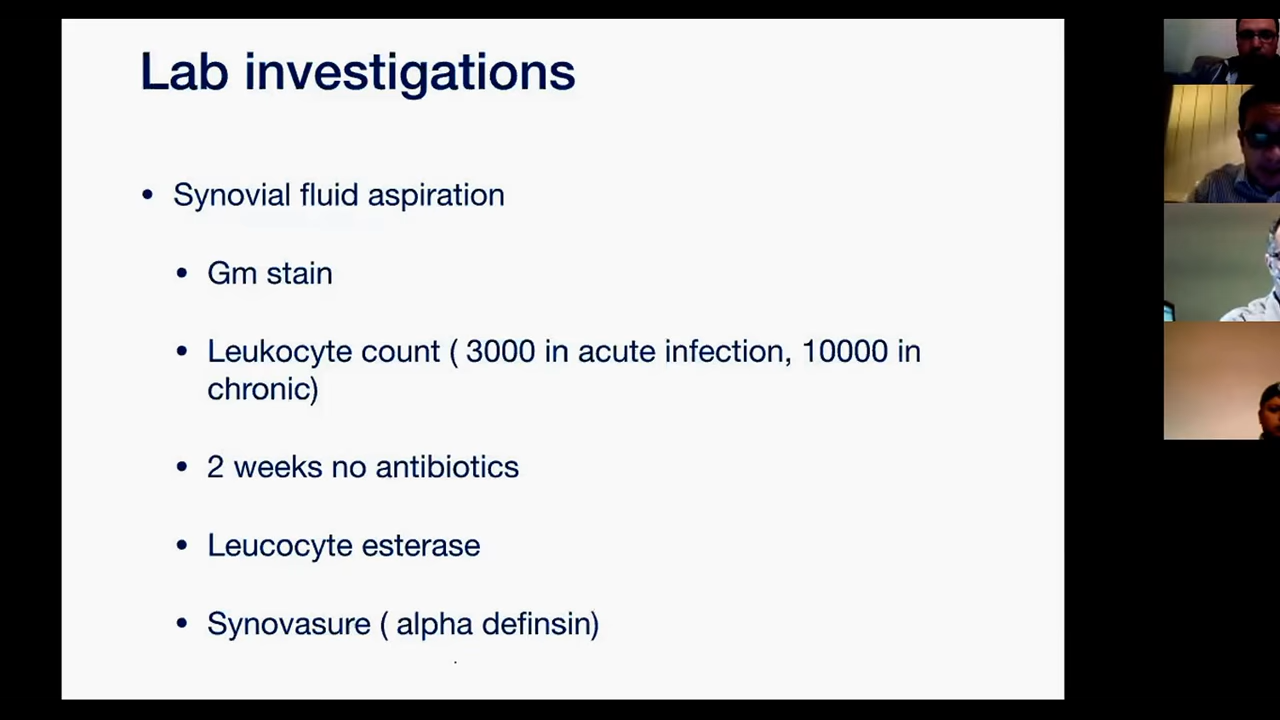 Lab investigations
• Synovial fluid aspiration
• Gm stain
• Leukocyte count ( 3000 in acute infection, 10000 in
chronic)
• 2 weeks no antibiotics
• Leucocyte esterase
• Synovasure ( alpha definsin)